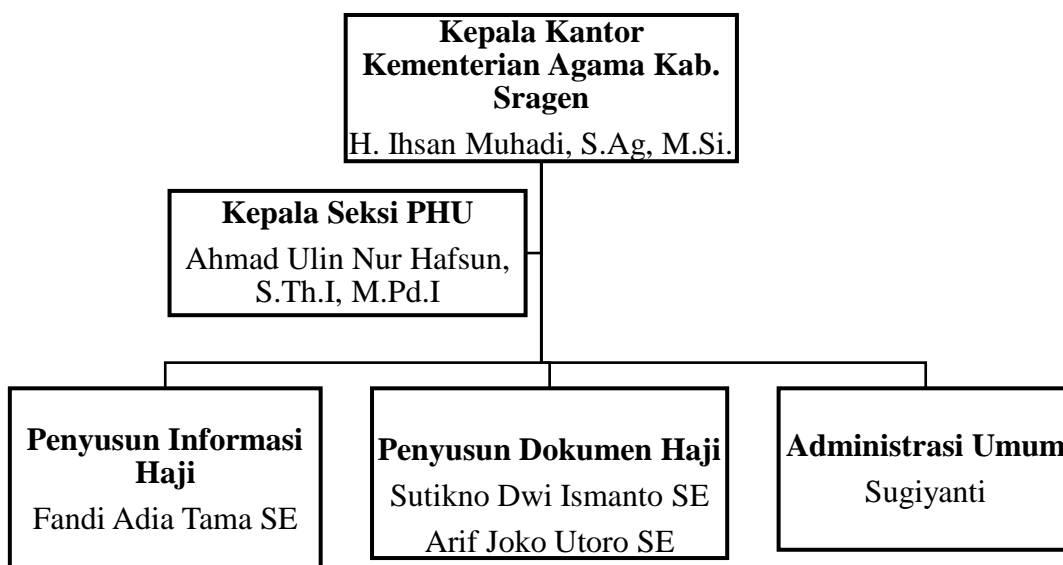 Kepala Kantor
Kementerian Agama Kab.
Sragen
H. Ihsan Muhadi, S.Ag, M.Si.
Kepala Seksi PHU
Ahmad Ulin Nur Hafsun,
S.Th.I, M.Pd.I
Penyusun Informasi
Haji
Fandi Adia Tama SE
Penyusun Dokumen Haji
Sutikno Dwi Ismanto SE
Arif Joko Utoro SE
Administrasi Umum
Sugiyanti